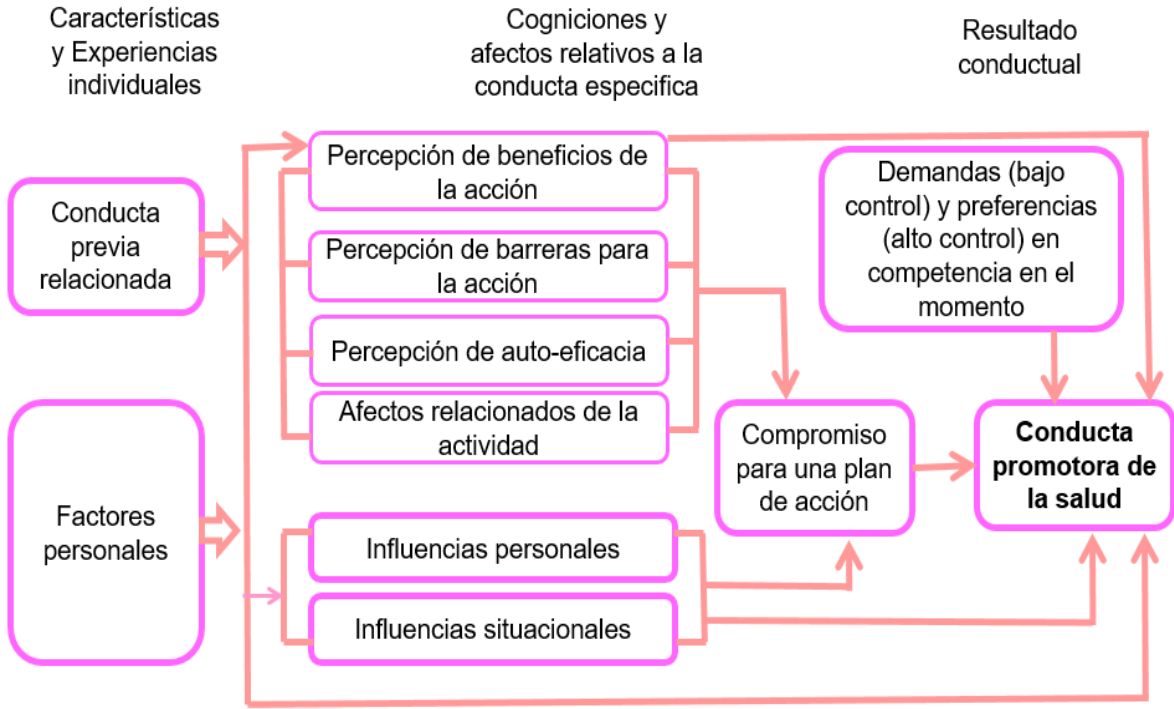 Características
y Experiencias
individuales
Cogniciones y
afectos relativos a la
conducta especifica
Resultado
conductual
Conducta
previa
relacionada
Factores
personales
Percepción de beneficios de
la acción
Percepción de barreras para
la acción
Percepción de auto-eficacia
Afectos relacionados de la
actividad
Influencias personales
Influencias situacionales
Compromiso
para una plan
de acción
Demandas (bajo
control) y preferencias
(alto control) en
competencia en el
momento
Conducta
promotora de
la salud